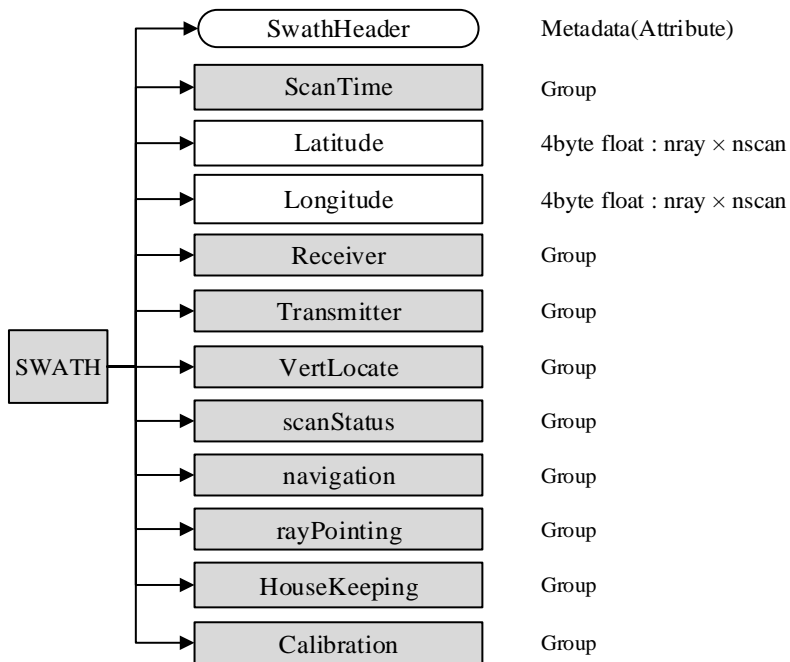 SwathHeader Metadata(Attribute)
ScanTime Group
Latitude 4byte float : nray × nscan
Longitude 4byte float : nray × nscan
Receiver Group
Transmitter Group
SWATH
VertLocate Group
scanStatus Group
navigation Group
rayPointing Group
HouseKeeping Group
Calibration Group